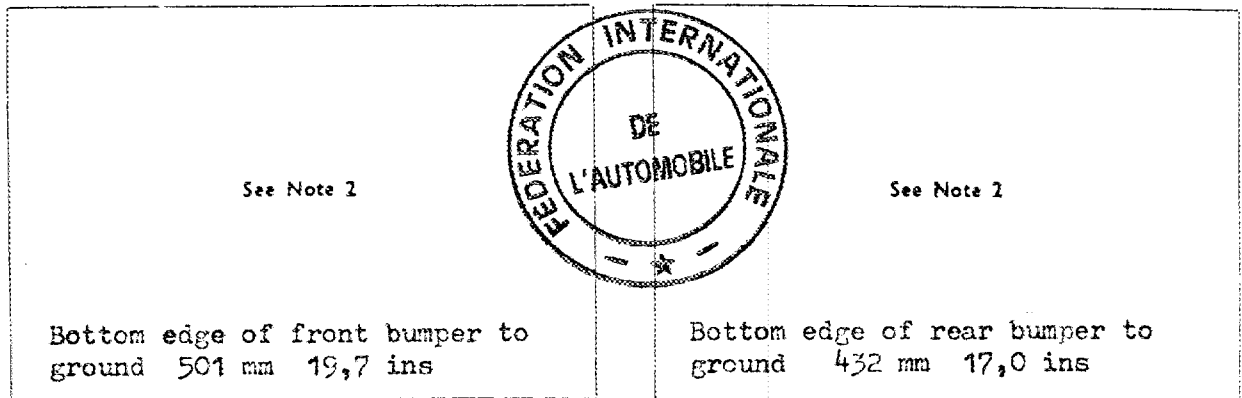 FEDERATION INTERNATIONALE
DE
L'AUTOMOBILE
See Note 2
See Note 2
Bottom edge of front bumper to
ground 501 mm 19,7 ins
Bottom edge of rear bumper to
ground 432 mm 17,0 ins